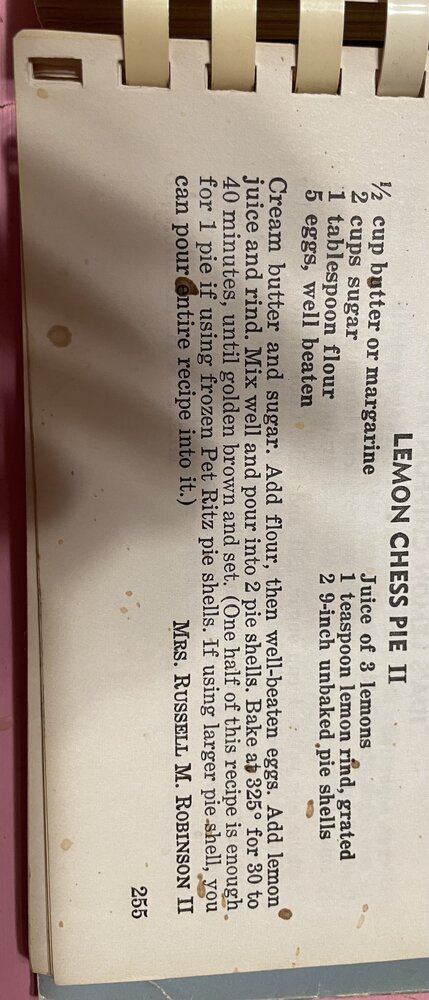 LEMON CHESS PIE II
½ cup butter or margarine
2 cups sugar
1 tablespoon flour
5 eggs, well beaten
Juice of 3 lemons
1 teaspoon lemon rind, grated
2 9-inch unbaked pie shells
Cream butter and sugar. Add flour, then well-beaten eggs. Add lemon
juice and rind. Mix well and pour into 2 pie shells. Bake at 325° for 30 to
40 minutes, until golden brown and set. (One half of this recipe is enough
for 1 pie if using frozen Pet Ritz pie shells. If using larger pie shell, you
can pour entire recipe into it.)
MRS. RUSSELL M. ROBINSON II
255